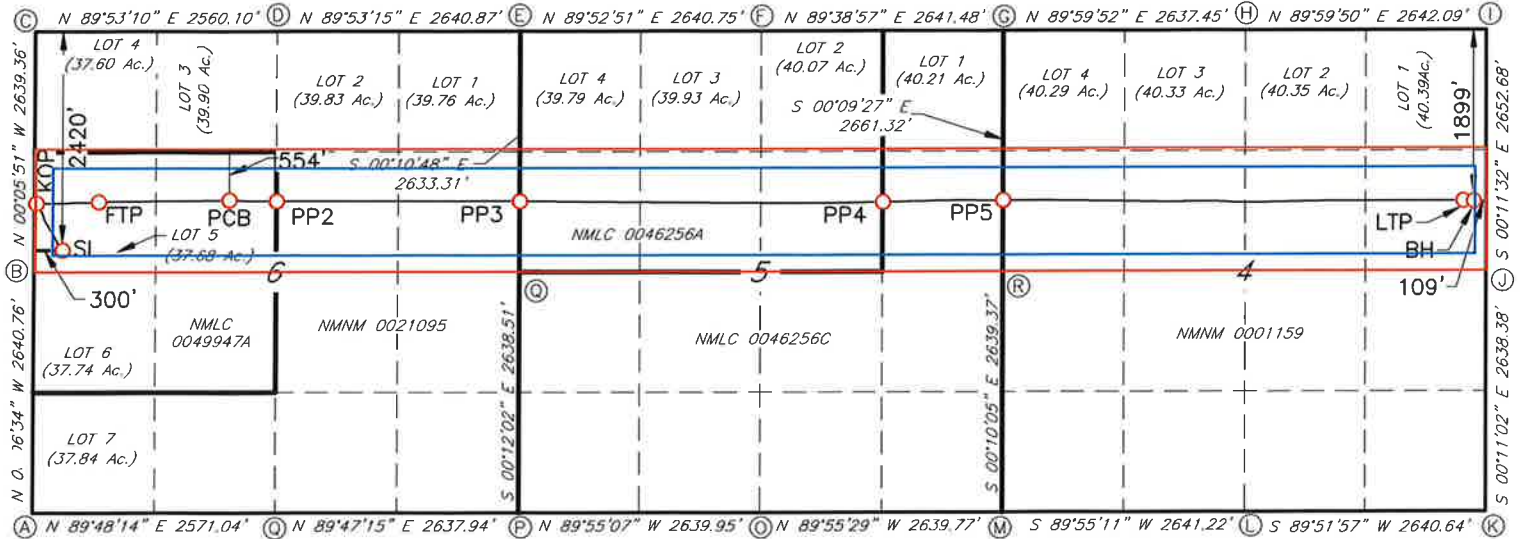 C N 89°53'10" E 2560.10' D N 89°53'15" E 2640.87' E N 89°52'51" E 2640.75' F N 89°38'57" E 2641.48' G N 89°59'52" E 2637.45' H N 89°59'50" E 2642.09' I
LOT 4
(37.60 Ac.)
LOT 3
(39.90 Ac.)
LOT 2
(39.83 Ac.)
LOT 1
(39.76 Ac.)
LOT 4
(39.79 Ac.)
LOT 3
(39.93 Ac.)
LOT 2
(40.07 Ac.)
LOT 1
(40.21 Ac.)
LOT 4
(40.29 Ac.)
LOT 3
(40.33 Ac.)
LOT 2
(40.35 Ac.)
LOT 1
(40.39Ac.)
N 00°05'51" W 2639.36'
2420'
S 00°09'27" E
2661.32'
1899'
S 00°11'32" E 2652.68'
KOP
554'
S 00°10'48" E
2633.31'
FTP
PCB
PP2
PP3
PP4
PP5
LTP
BH
SL
LOT 5
(37.68 Ac.)
NMLC 0046256A
B
6
5
4
J
300'
Q
R
109'
NMLC
0049947A
NMNM 0021095
NMLC 0046256C
NMNM 0001159
LOT 6
(37.74 Ac.)
LOT 7
(37.84 Ac.)
N 0. 16'34" W 2640.76'
S 00°12'02" E 2638.51'
S 00°10'05" E 2639.37'
S 00°11'02" E 2638.38'
A N 89°48'14" E 2571.04' Q N 89°47'15" E 2637.94' P N 89°55'07" W 2639.95' O N 89°55'29" W 2639.77' M S 89°55'11" W 2641.22' L S 89°51'57" W 2640.64' K